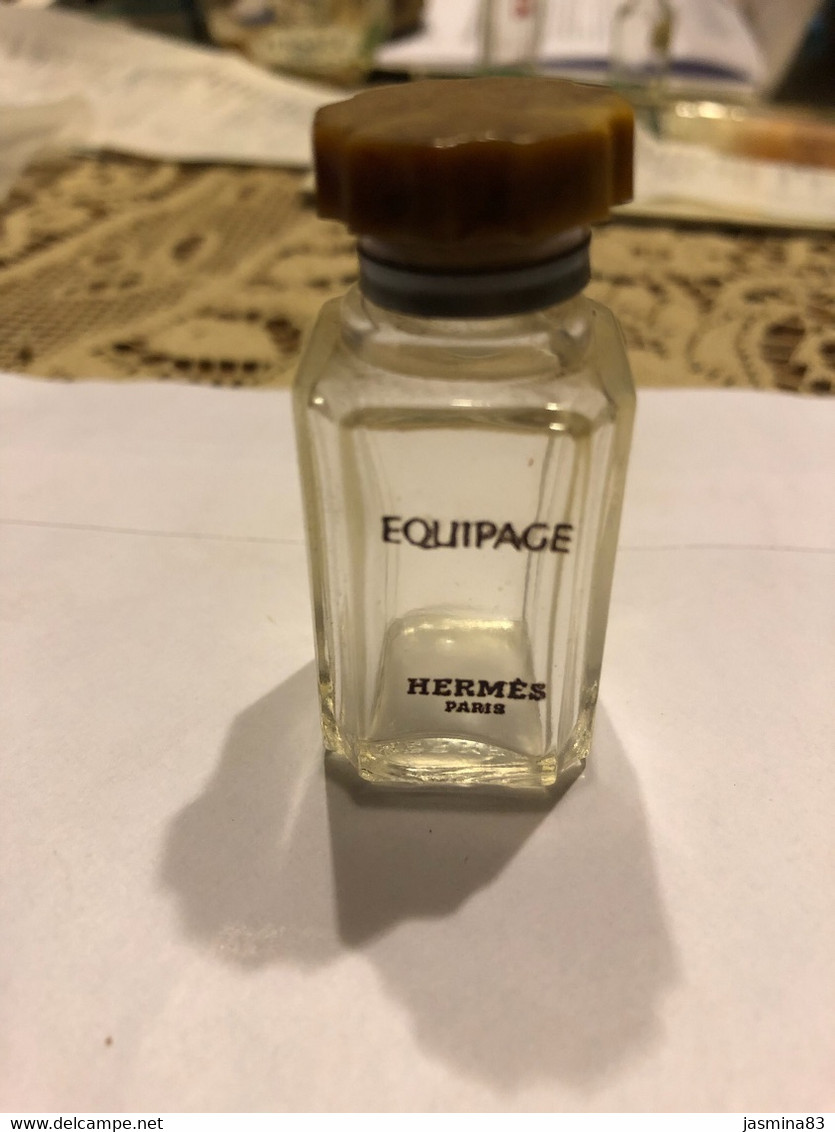 EQUIPAGE
HERMÈS
PARIS
www.delcampe.net
jasmina83